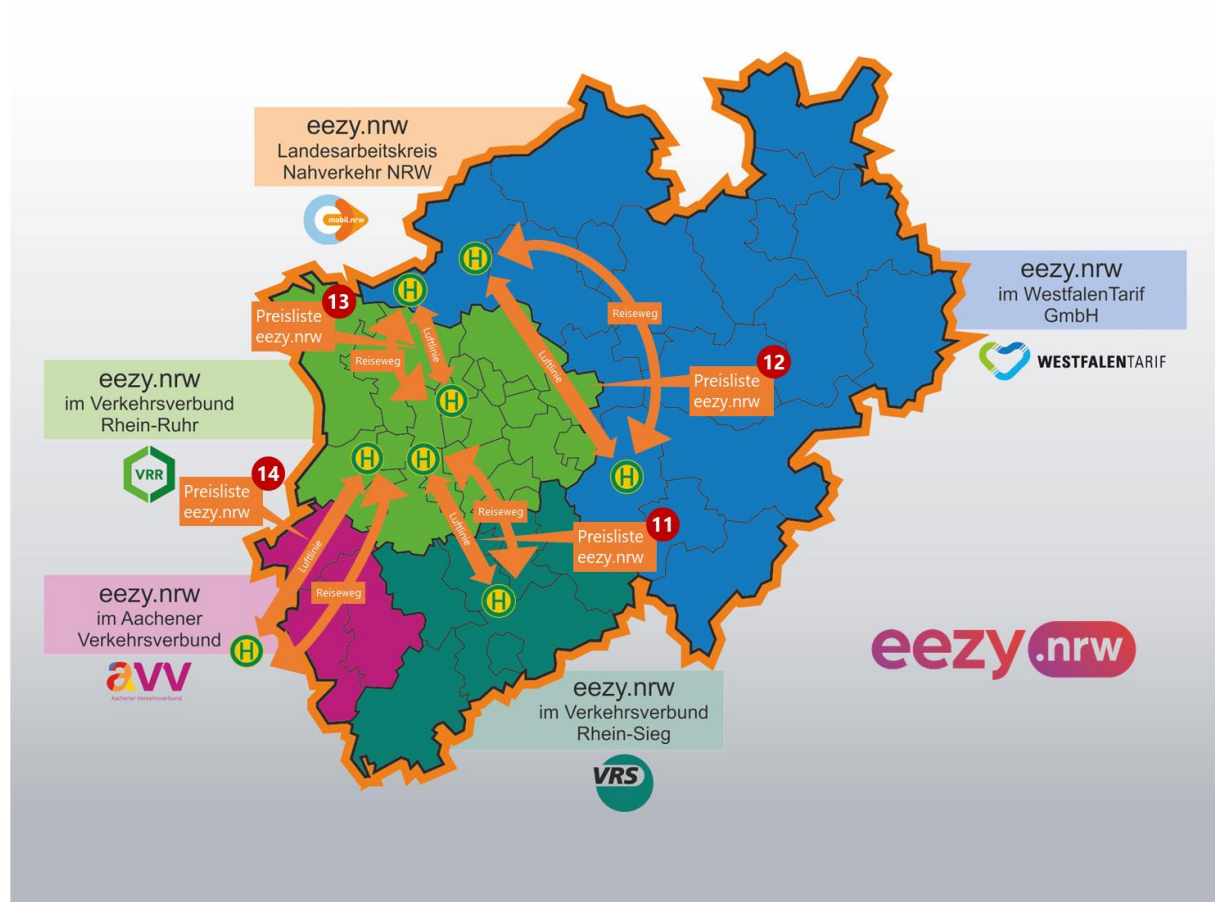 eezy.nrw
Landesarbeitskreis
Nahverkehr NRW
mobil.nrw
eezy.nrw
im WestfalenTarif
GmbH
WESTFALENTARIF
H
H
13
Preisliste
eezy.nrw
Reiseweg
Luftlinie
Reiseweg
Luftlinie
12
Preisliste
eezy.nrw
eezy.nrw
im Verkehrsverbund
Rhein-Ruhr
VRR
H
H
H
H
14
Preisliste
eezy.nrw
Reiseweg
Luftlinie
11
Preisliste
eezy.nrw
Luftlinie
Reiseweg
H
eezy.nrw
im Aachener
Verkehrsverbund
H
avv
Aachener Verkehrsverbund
eezy.nrw
eezy.nrw
im Verkehrsverbund
Rhein-Sieg
VRS